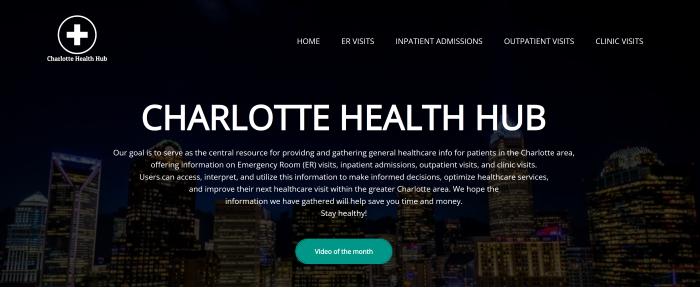 Charlotte Health Hub
HOME ER VISITS INPATIENT ADMISSIONS OUTPATIENT VISITS CLINIC VISITS
CHARLOTTE HEALTH HUB
Our goal is to serve as the central resource for providng and gathering general healthcare info for patients in the Charlotte area,
offering information on Emergency Room (ER) visits, inpatient admissions, outpatient visits, and clinic visits.
Users can access, interpret, and utilize this information to make informed decisions, optimize healthcare services,
and improve their next healthcare visit within the greater Charlotte area. We hope the
information we have gathered will help save you time and money.
Stay healthy!
Video of the month